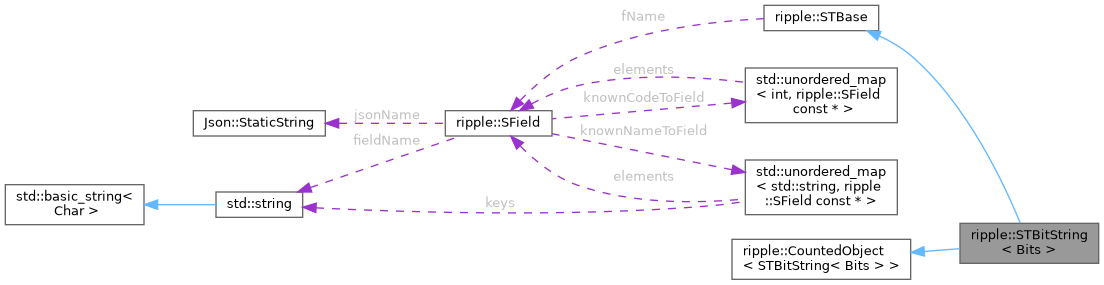 fName
ripple::STBase
elements
std::unordered_map
< int, ripple::SField
const * >
knownCodeToField
jsonName
Json::StaticString
ripple::SField
knownNameToField
fieldName
elements
std::unordered_map
< std::string, ripple
::SField const * >
std::basic_string<
Char >
std::string
keys
ripple::STBitString
< Bits >
ripple::CountedObject
< STBitString< Bits > >